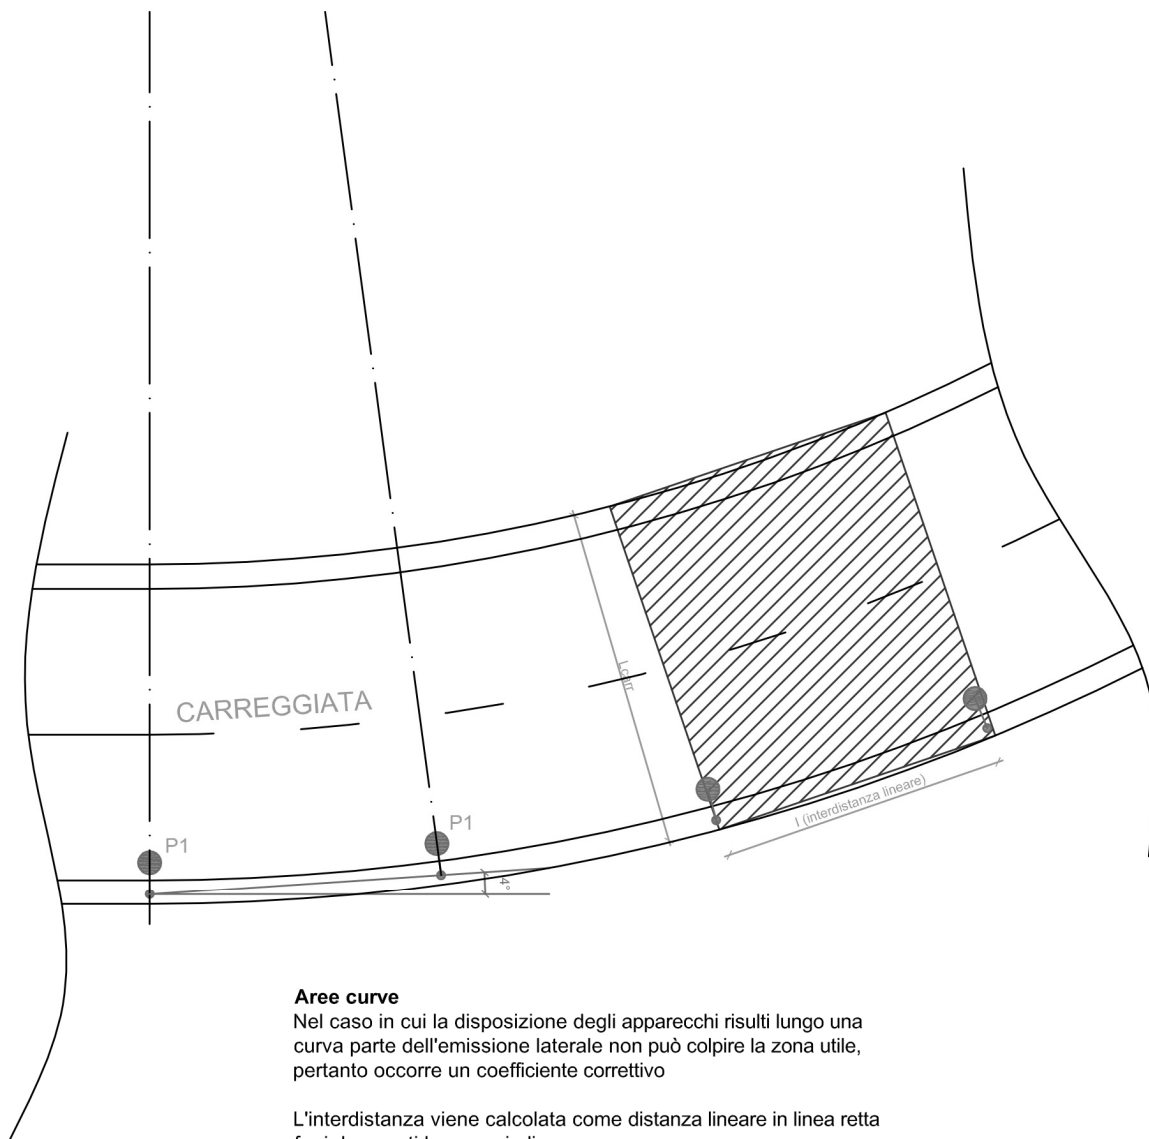 Lcarr
CARREGGIATA
I (interdistanza lineare)
P1
P1
4°
Aree curve
Nel caso in cui la disposizione degli apparecchi risulti lungo una
curva parte dell'emissione laterale non può colpire la zona utile,
pertanto occorre un coefficiente correttivo
L'interdistanza viene calcolata come distanza lineare in linea retta